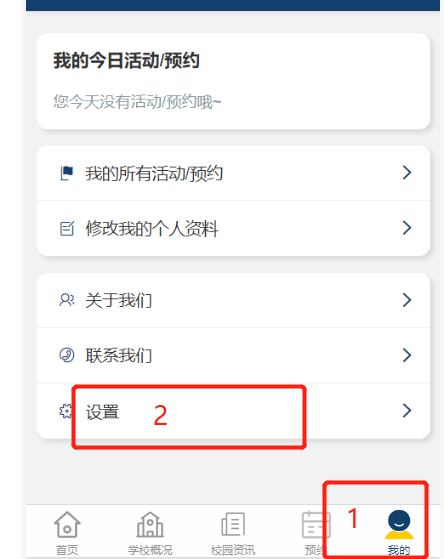 我的今日活动/预约
您今天没有活动/预约哦~
我的所有活动/预约
修改我的个人资料
关于我们
联系我们
设置 2
1
首页 学校概况 校园资讯 预约 我的